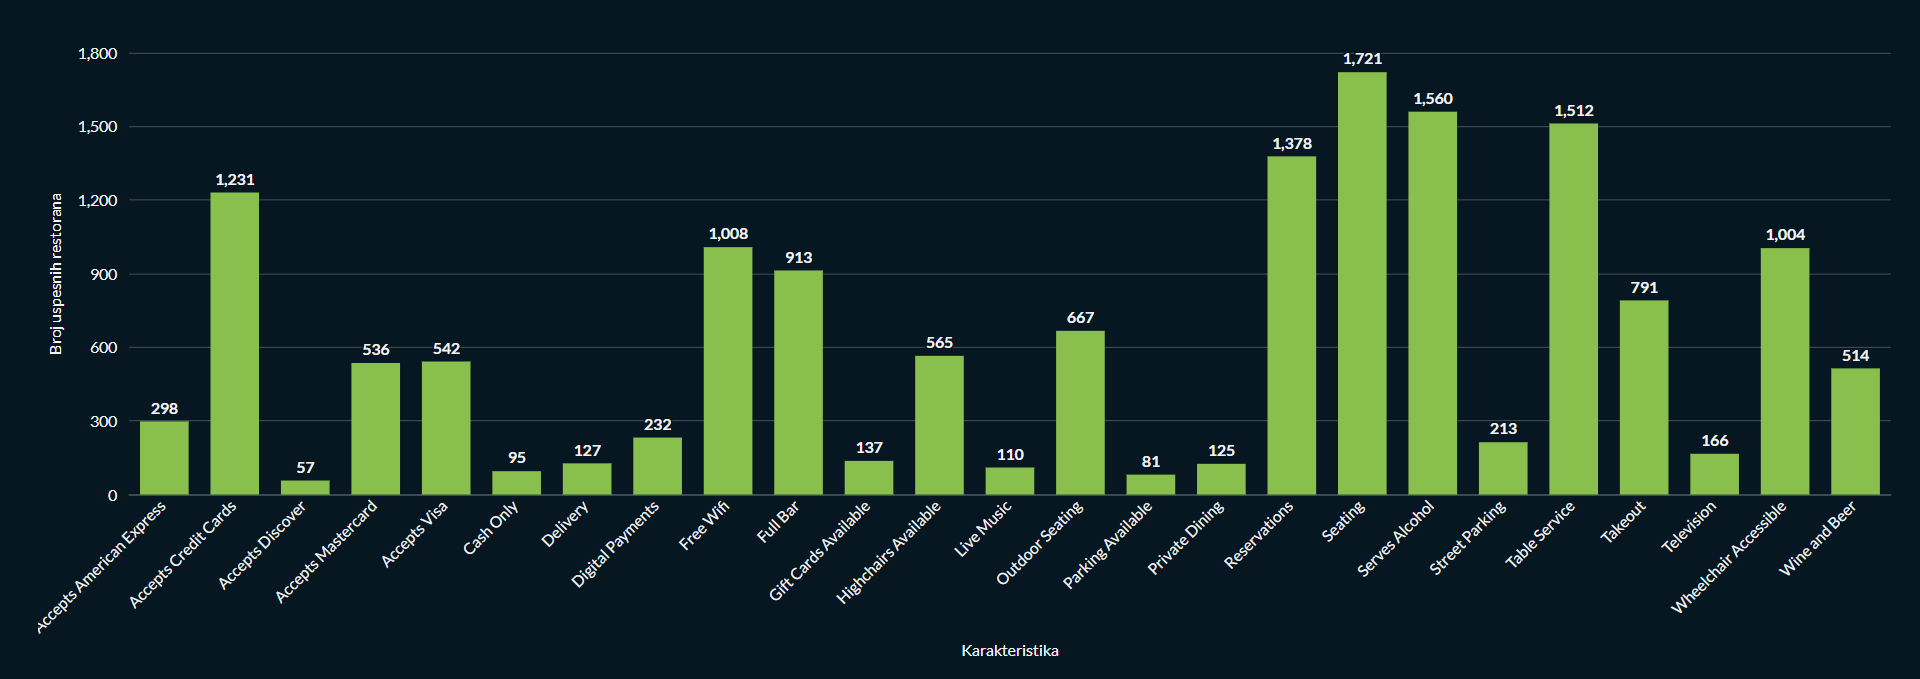 1,800
1,500
1,200
900
600
300
0
Broj uspesnih restorana
298
1,231
57
536
542
95
127
232
1,008
913
137
565
110
667
81
125
1,378
1,721
1,560
213
1,512
791
166
1,004
514
Accepts American Express
Accepts Credit Cards
Accepts Discover
Accepts Mastercard
Accepts Visa
Cash Only
Delivery
Digital Payments
Free Wifi
Full Bar
Gift Cards Available
Highchairs Available
Live Music
Outdoor Seating
Parking Available
Private Dining
Reservations
Seating
Serves Alcohol
Street Parking
Table Service
Takeout
Television
Wheelchair Accessible
Wine and Beer
Karakteristika